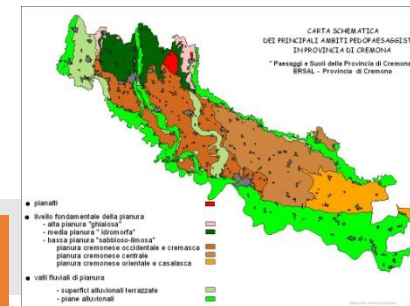 CARTA SCHEMATICA
DEI PRINCIPALI AMBITI PEDOPAESAGGIST
IN PROVINCIA DI CREMONA
" Paesaggi e Suoli della Provincia di Cremona
ERSAL - Provincia di Cremona
pianalti
livello fondamentale della pianura
- alta pianura "ghiaiosa"
- media pianura " idromorfa"
- bassa pianura "sabbioso-limosa"
pianura cremonese occidentale e cremasca
pianura cremonese centrale
pianura cremonese orientale e casalasca
valli fluviali di pianura
- superfici alluvionali terrazzate
- piane alluvionali